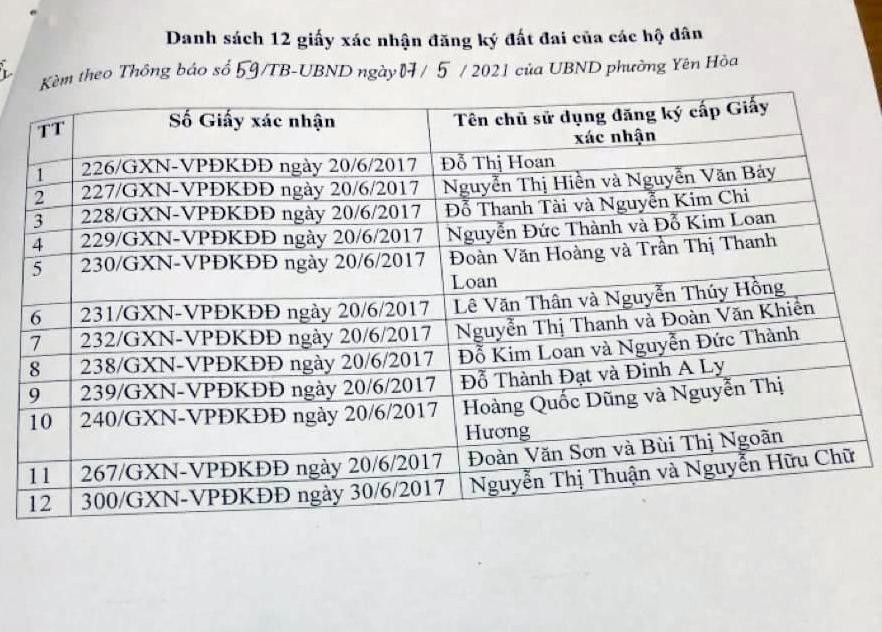 Danh sách 12 giấy xác nhận đăng ký đất đai của các hộ dân
Kèm theo Thông báo số 59/TB-UBND ngày 07/ 5 / 2021 của UBND phường Yên Hòa
TT Số Giấy xác nhận Tên chủ sử dụng đăng ký cấp Giấy
xác nhận
1 226/GXN-VPĐKĐĐ ngày 20/6/2017 Đỗ Thị Hoan
2 227/GXN-VPĐKĐĐ ngày 20/6/2017 Nguyễn Thị Hiền và Nguyễn Văn Bảy
3 228/GXN-VPĐKĐĐ ngày 20/6/2017 Đỗ Thanh Tài và Nguyễn Kim Chi
4 229/GXN-VPĐKĐĐ ngày 20/6/2017 Nguyễn Đức Thành và Đỗ Kim Loan
5 230/GXN-VPĐKĐĐ ngày 20/6/2017 Đoàn Văn Hoàng và Trần Thị Thanh
Loan
6 231/GXN-VPĐKĐĐ ngày 20/6/2017 Lê Văn Thân và Nguyễn Thúy Hồng
7 232/GXN-VPĐKĐĐ ngày 20/6/2017 Nguyễn Thị Thanh và Đoàn Văn Khiên
8 238/GXN-VPĐKĐĐ ngày 20/6/2017 Đỗ Kim Loan và Nguyễn Đức Thành
9 239/GXN-VPĐKĐĐ ngày 20/6/2017 Đỗ Thành Đạt và Đinh A Ly
10 240/GXN-VPĐKĐĐ ngày 20/6/2017 Hoàng Quốc Dũng và Nguyễn Thị
Hương
11 267/GXN-VPĐKĐĐ ngày 20/6/2017 Đoàn Văn Sơn và Bùi Thị Ngoãn
12 300/GXN-VPĐKĐĐ ngày 30/6/2017 Nguyễn Thị Thuận và Nguyễn Hữu Chữ